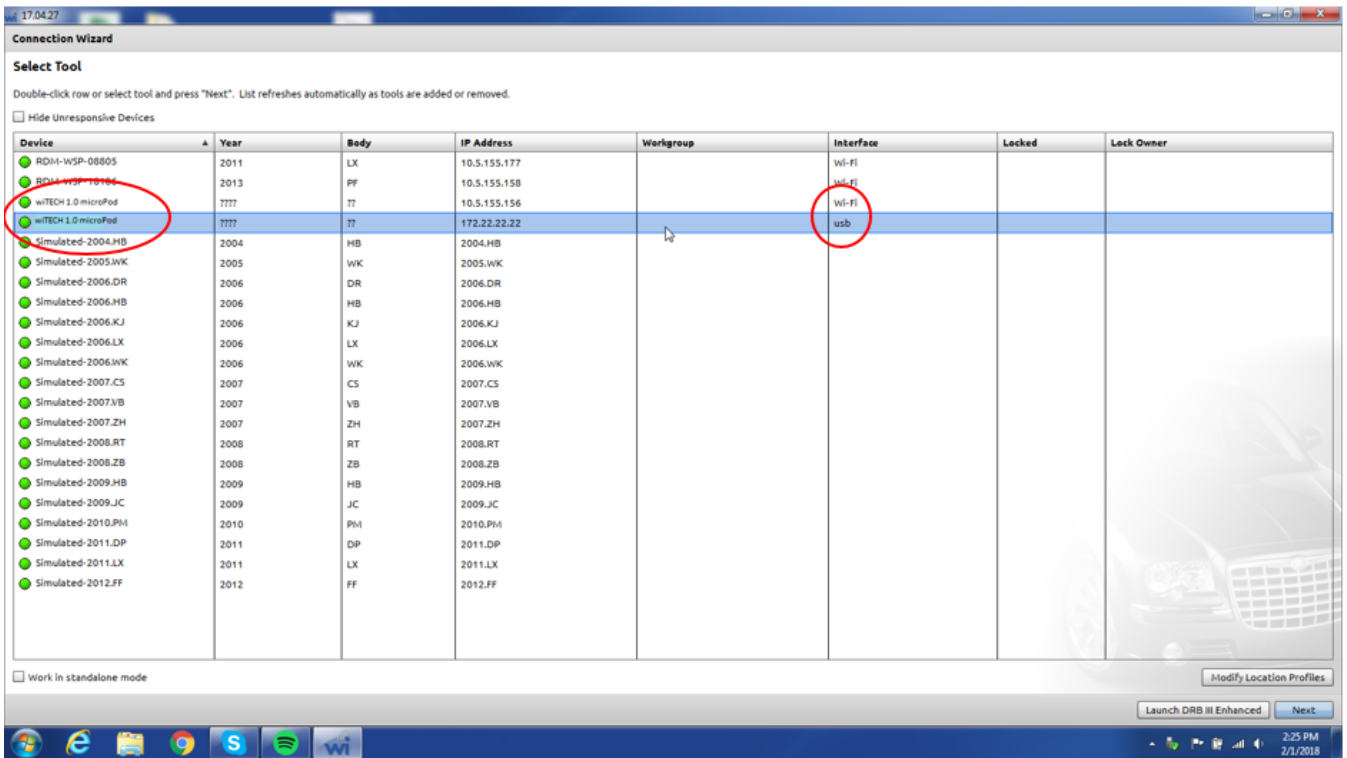 wi 17.04.27
Connection Wizard
Select Tool
Double-click row or select tool and press "Next". List refreshes automatically as tools are added or removed.
Hide Unresponsive Devices
Device Year Body IP Address Workgroup Interface Locked Lock Owner
RDM-WSP-08805 2011 LX 10.5.155.177 Wi-Fi
2013 PF 10.5.155.158 Wi-Fi
wiTECH 1.0 microPod ???? ?? 10.5.155.156 Wi-Fi
wiTECH 1.0 microPod ???? ?? 172.22.22.22 usb
Simulated-2004.HB 2004 HB 2004.HB
Simulated-2005.WK 2005 WK 2005.WK
Simulated-2006.DR 2006 DR 2006.DR
Simulated-2006.HB 2006 HB 2006.HB
Simulated-2006.KJ 2006 KJ 2006.KJ
Simulated-2006.LX 2006 LX 2006.LX
Simulated-2006.WK 2006 WK 2006.WK
Simulated-2007.CS 2007 CS 2007.CS
Simulated-2007.VB 2007 VB 2007.VB
Simulated-2007.ZH 2007 ZH 2007.ZH
Simulated-2008.RT 2008 RT 2008.RT
Simulated-2008.ZB 2008 ZB 2008.ZB
Simulated-2009.HB 2009 HB 2009.HB
Simulated-2009.JC 2009 JC 2009.JC
Simulated-2010.PM 2010 PM 2010.PM
Simulated-2011.DP 2011 DP 2011.DP
Simulated-2011.LX 2011 LX 2011.LX
Simulated-2012.FF 2012 FF 2012.FF
Work in standalone mode
Modify Location Profiles
Launch DRB III Enhanced Next
S wi
2:25 PM
2/1/2018